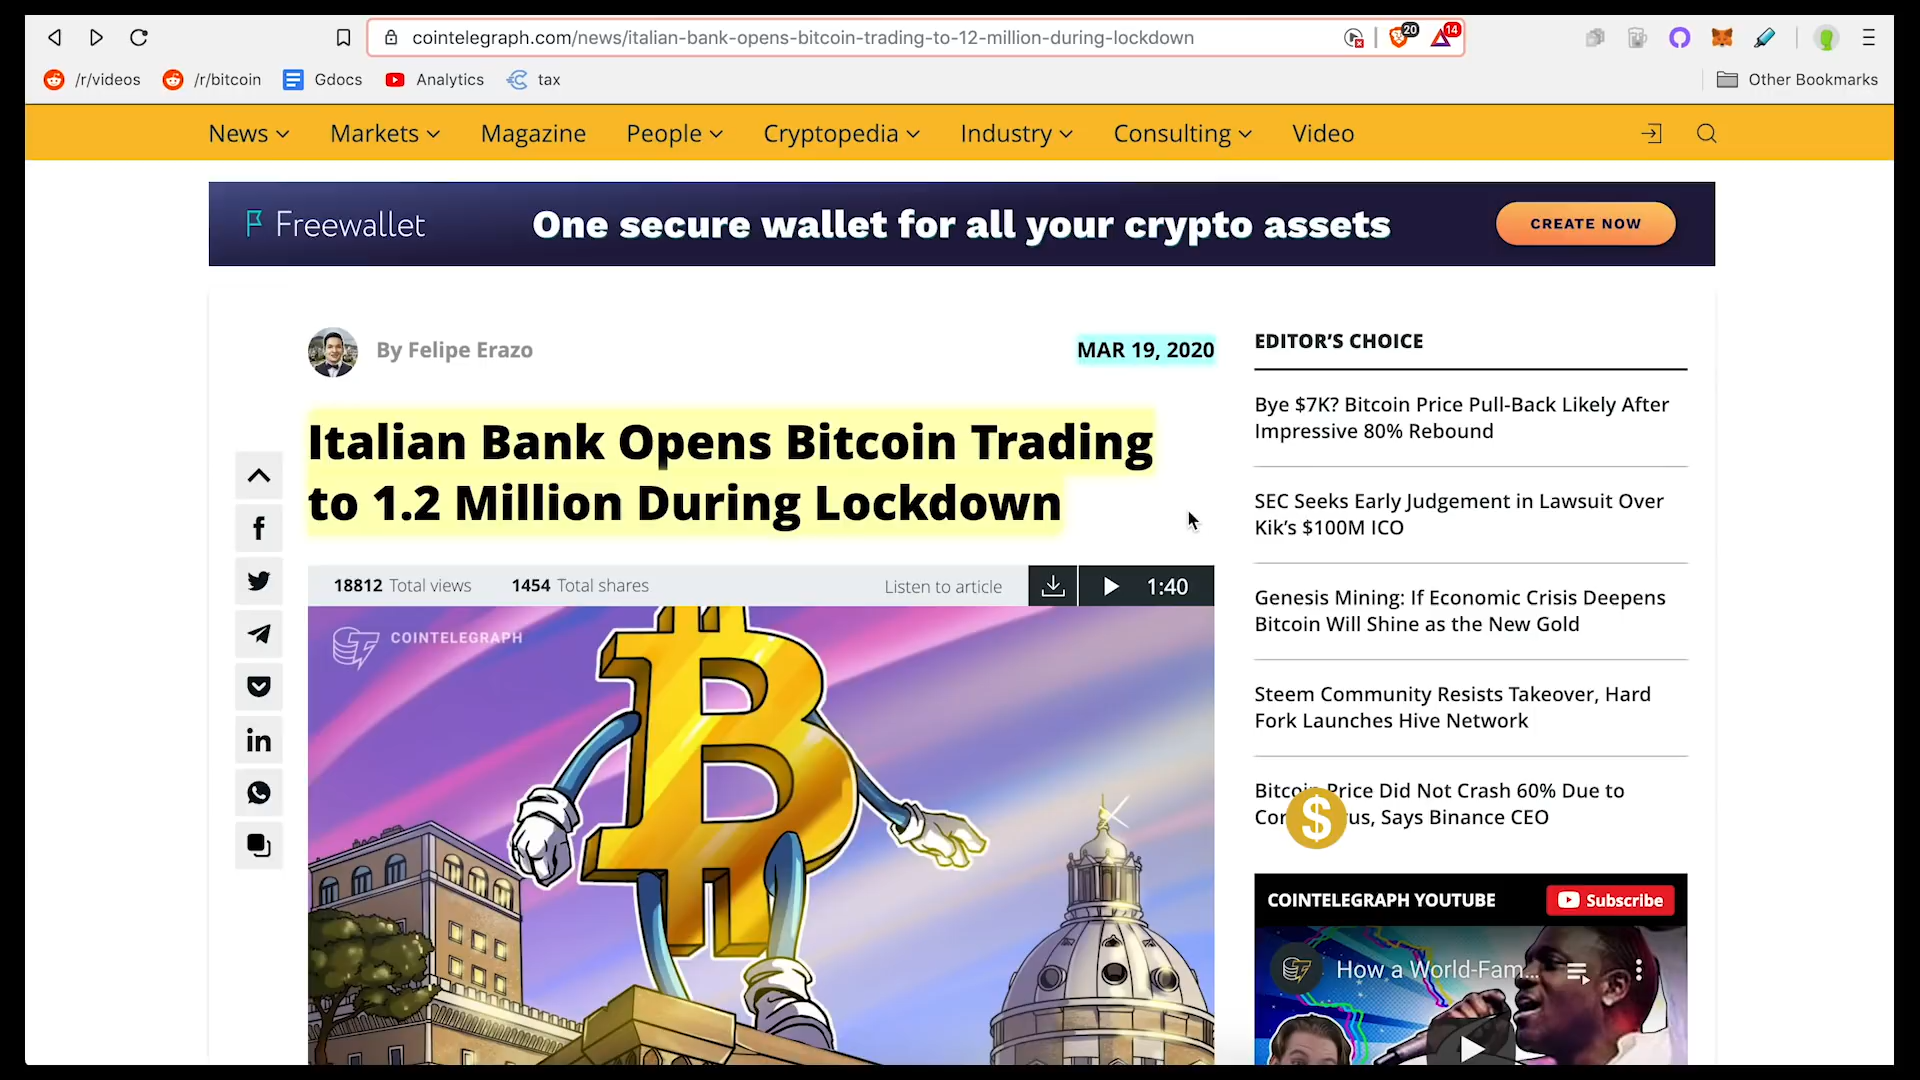 cointelegraph.com/news/italian-bank-opens-bitcoin-trading-to-12-million-during-lockdown
20
14
/r/videos
/r/bitcoin
Gdocs
Analytics
tax
Other Bookmarks
News
Markets
Magazine
People
Cryptopedia
Industry
Consulting
Video
Freewallet
One secure wallet for all your crypto assets
CREATE NOW
By Felipe Erazo
MAR 19, 2020
Italian Bank Opens Bitcoin Trading
to 1.2 Million During Lockdown
18812 Total views
1454 Total shares
Listen to article
1:40
COINTELEGRAPH
EDITOR'S CHOICE
Bye $7K? Bitcoin Price Pull-Back Likely After
Impressive 80% Rebound
SEC Seeks Early Judgement in Lawsuit Over
Kik's $100M ICO
Genesis Mining: If Economic Crisis Deepens
Bitcoin Will Shine as the New Gold
Steem Community Resists Takeover, Hard
Fork Launches Hive Network
Bitcoin Price Did Not Crash 60% Due to
Says Binance CEO
$
COINTELEGRAPH YOUTUBE
Subscribe
How a World-Fam...